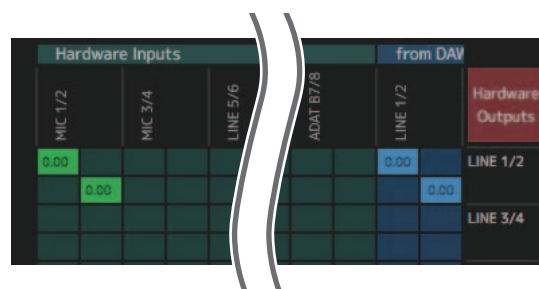 Hardware Inputs
from DAW
MIC 1/2
MIC 3/4
LINE 5/6
ADAT B7/8
LINE 1/2
Hardware
Outputs
0.00
0.00
LINE 1/2
0.00
0.00
LINE 3/4